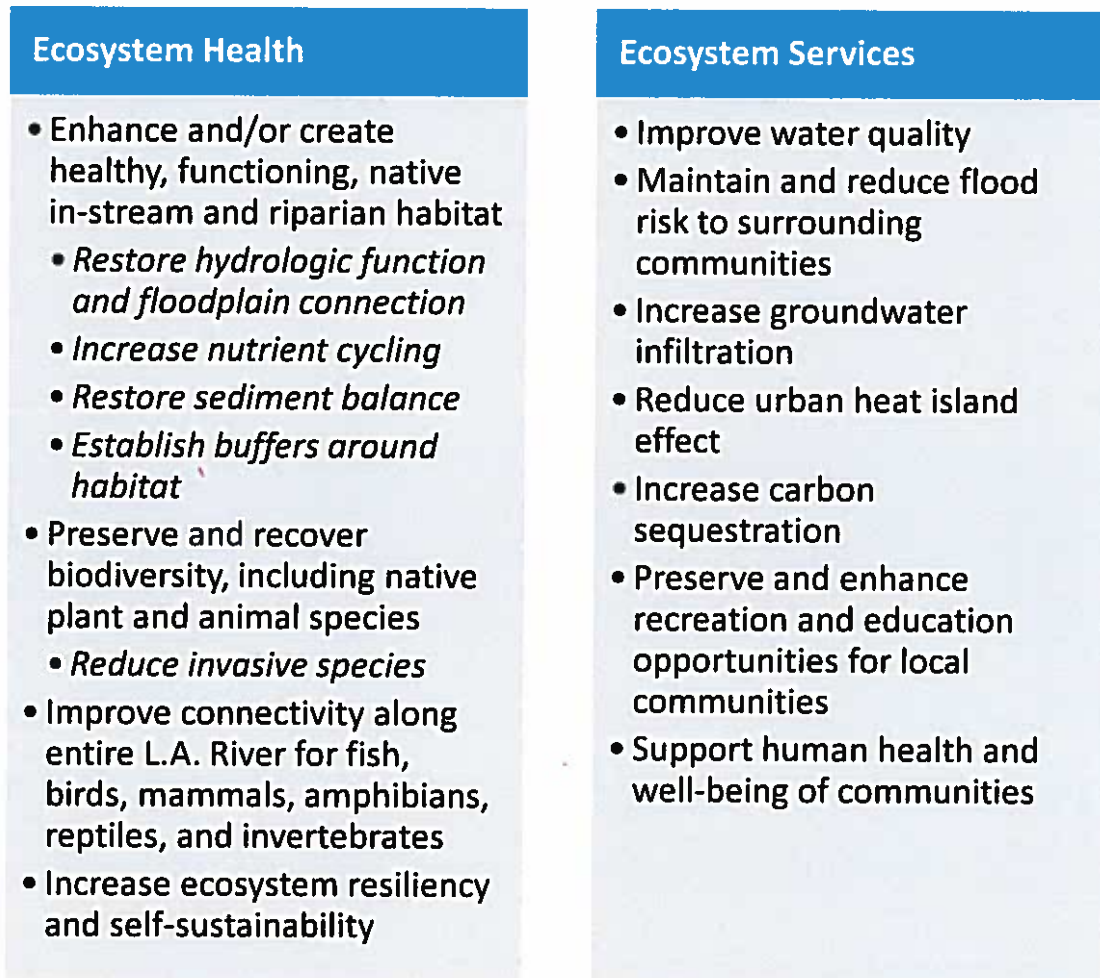 Ecosystem Health
• Enhance and/or create
healthy, functioning, native
in-stream and riparian habitat
• Restore hydrologic function
and floodplain connection
• Increase nutrient cycling
• Restore sediment balance
• Establish buffers around
habitat
• Preserve and recover
biodiversity, including native
plant and animal species
• Reduce invasive species
• Improve connectivity along
entire L.A. River for fish,
birds, mammals, amphibians,
reptiles, and invertebrates
• Increase ecosystem resiliency
and self-sustainability
Ecosystem Services
• Improve water quality
• Maintain and reduce flood
risk to surrounding
communities
• Increase groundwater
infiltration
• Reduce urban heat island
effect
• Increase carbon
sequestration
• Preserve and enhance
recreation and education
opportunities for local
communities
• Support human health and
well-being of communities